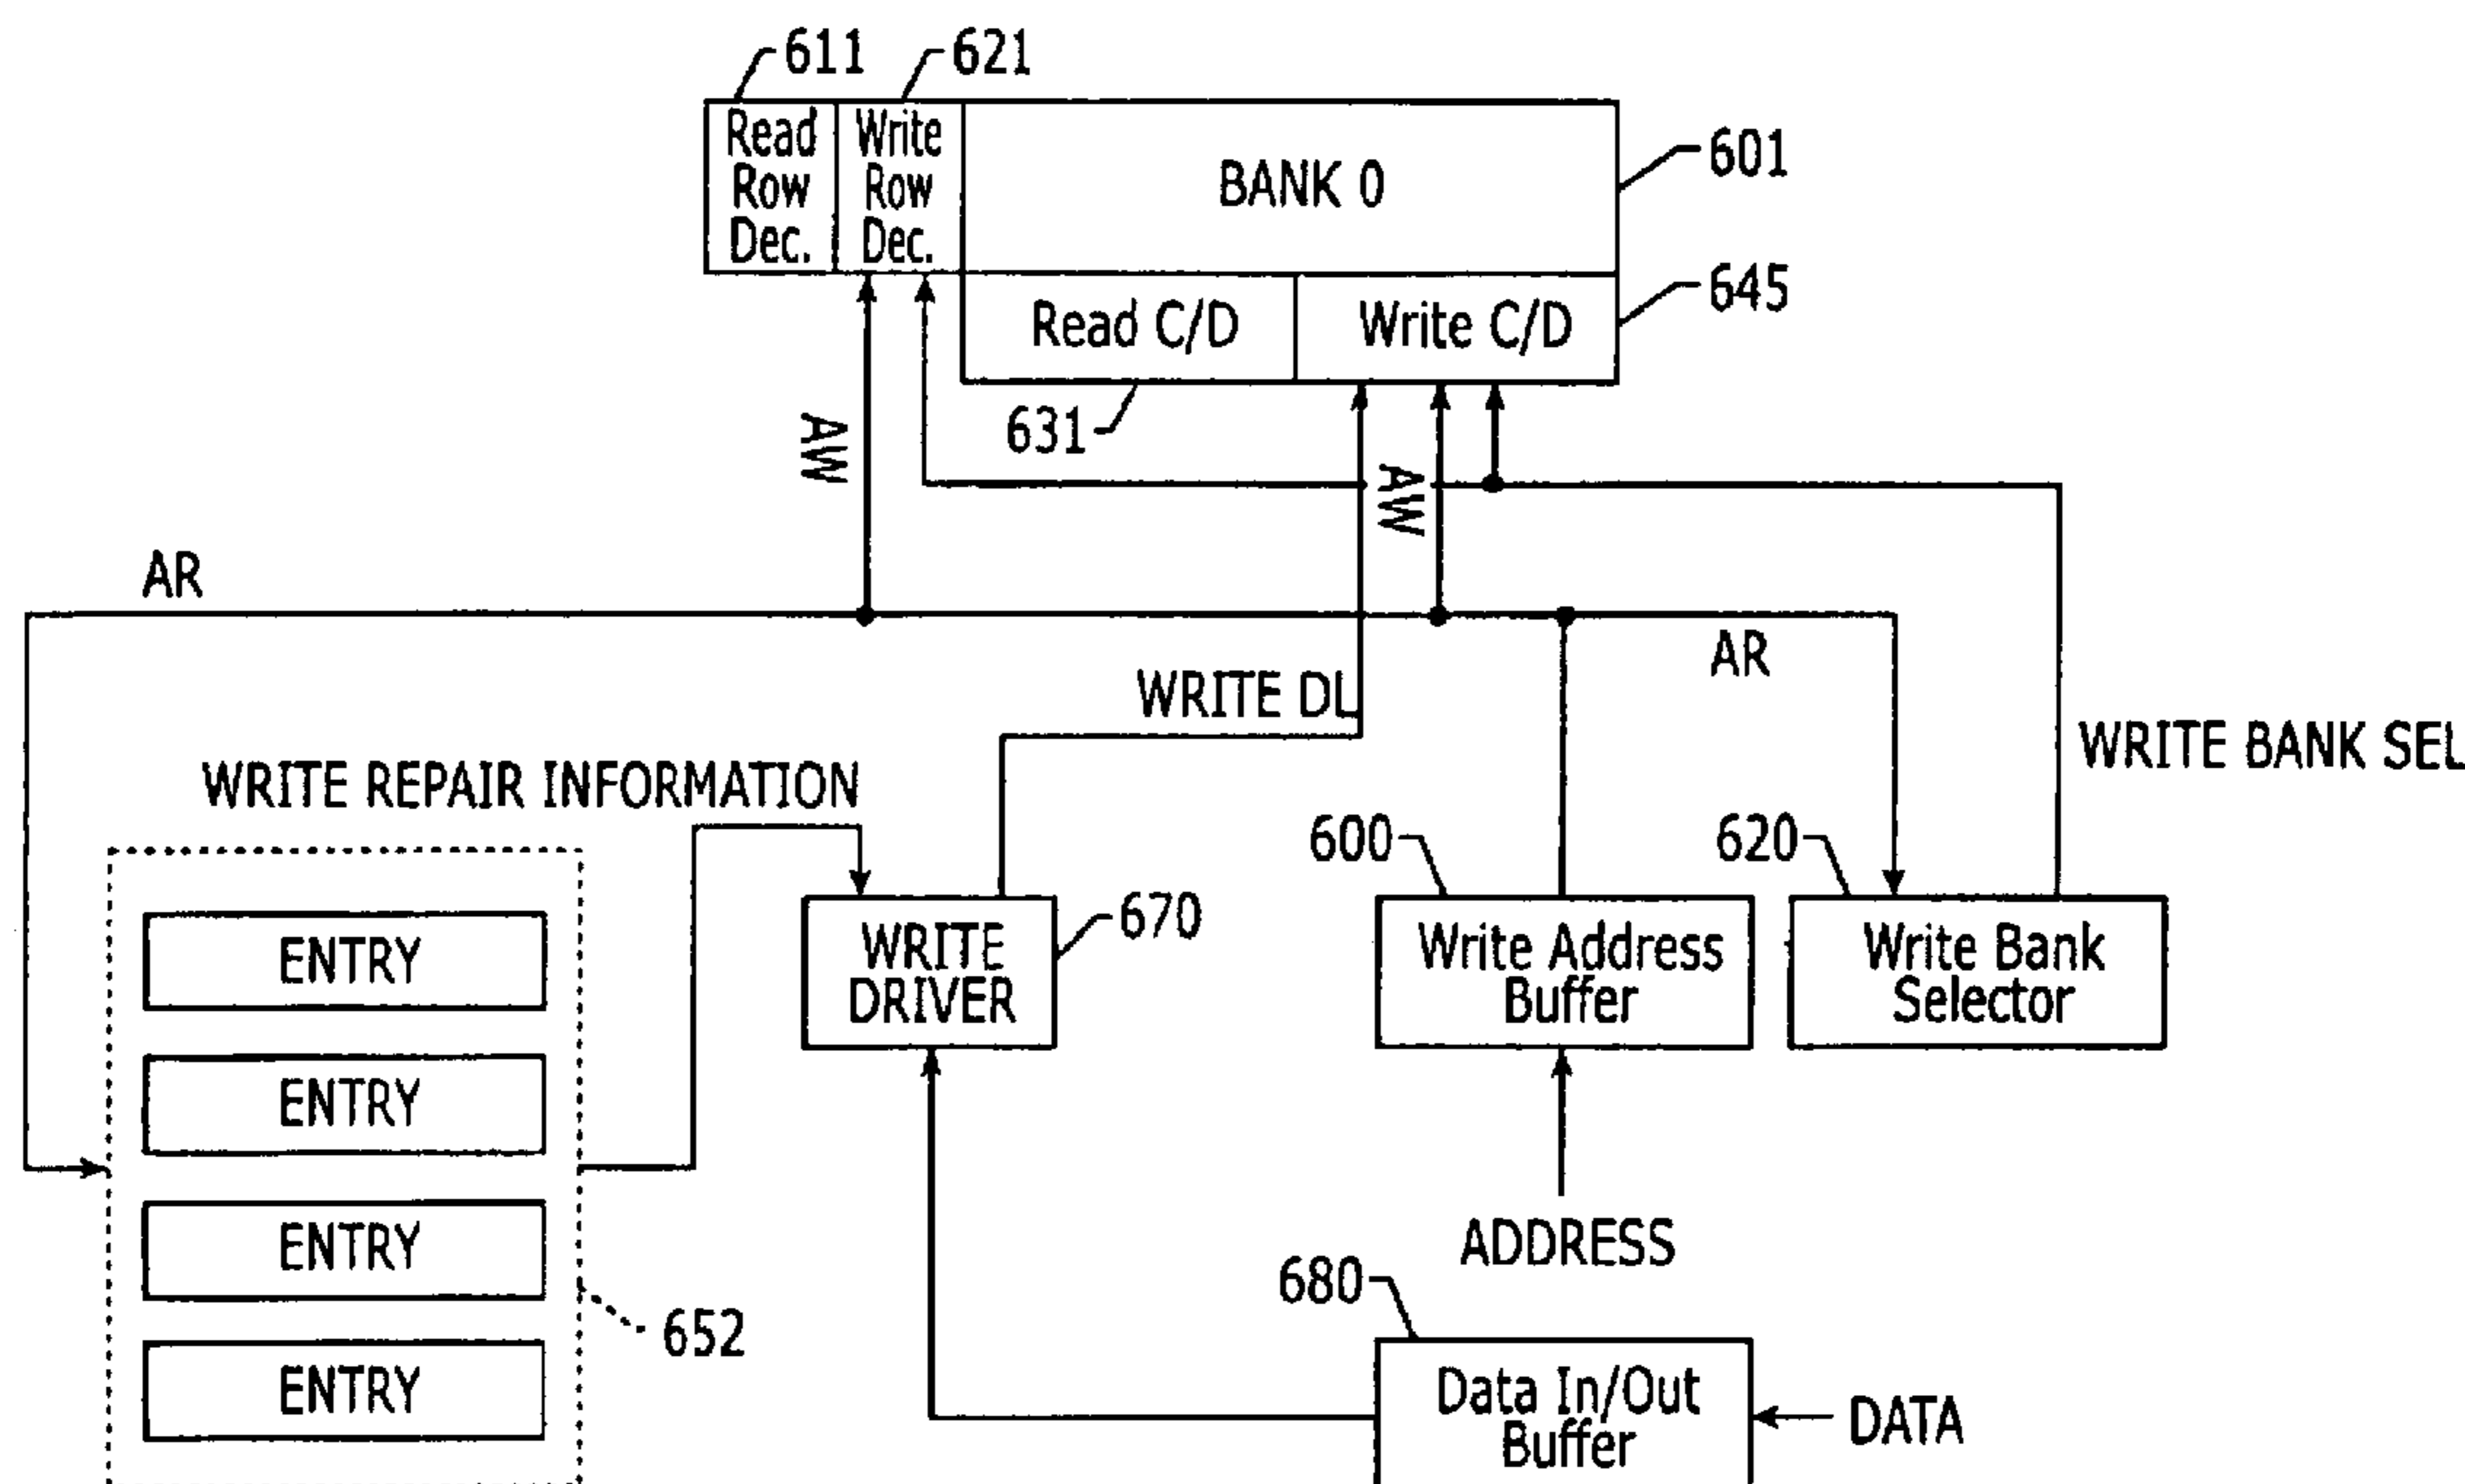 611
621
Read
Row
Dec.
Write
Row
Dec.
BANK 0
601
Read C/D
Write C/D
645
631
AW
AW
AR
AR
WRITE DL
WRITE BANK SEL
WRITE REPAIR INFORMATION
600
620
ENTRY
ENTRY
ENTRY
ENTRY
652
WRITE
DRIVER
670
Write Address
Buffer
Write Bank
Selector
ADDRESS
680
Data In/Out
Buffer
DATA